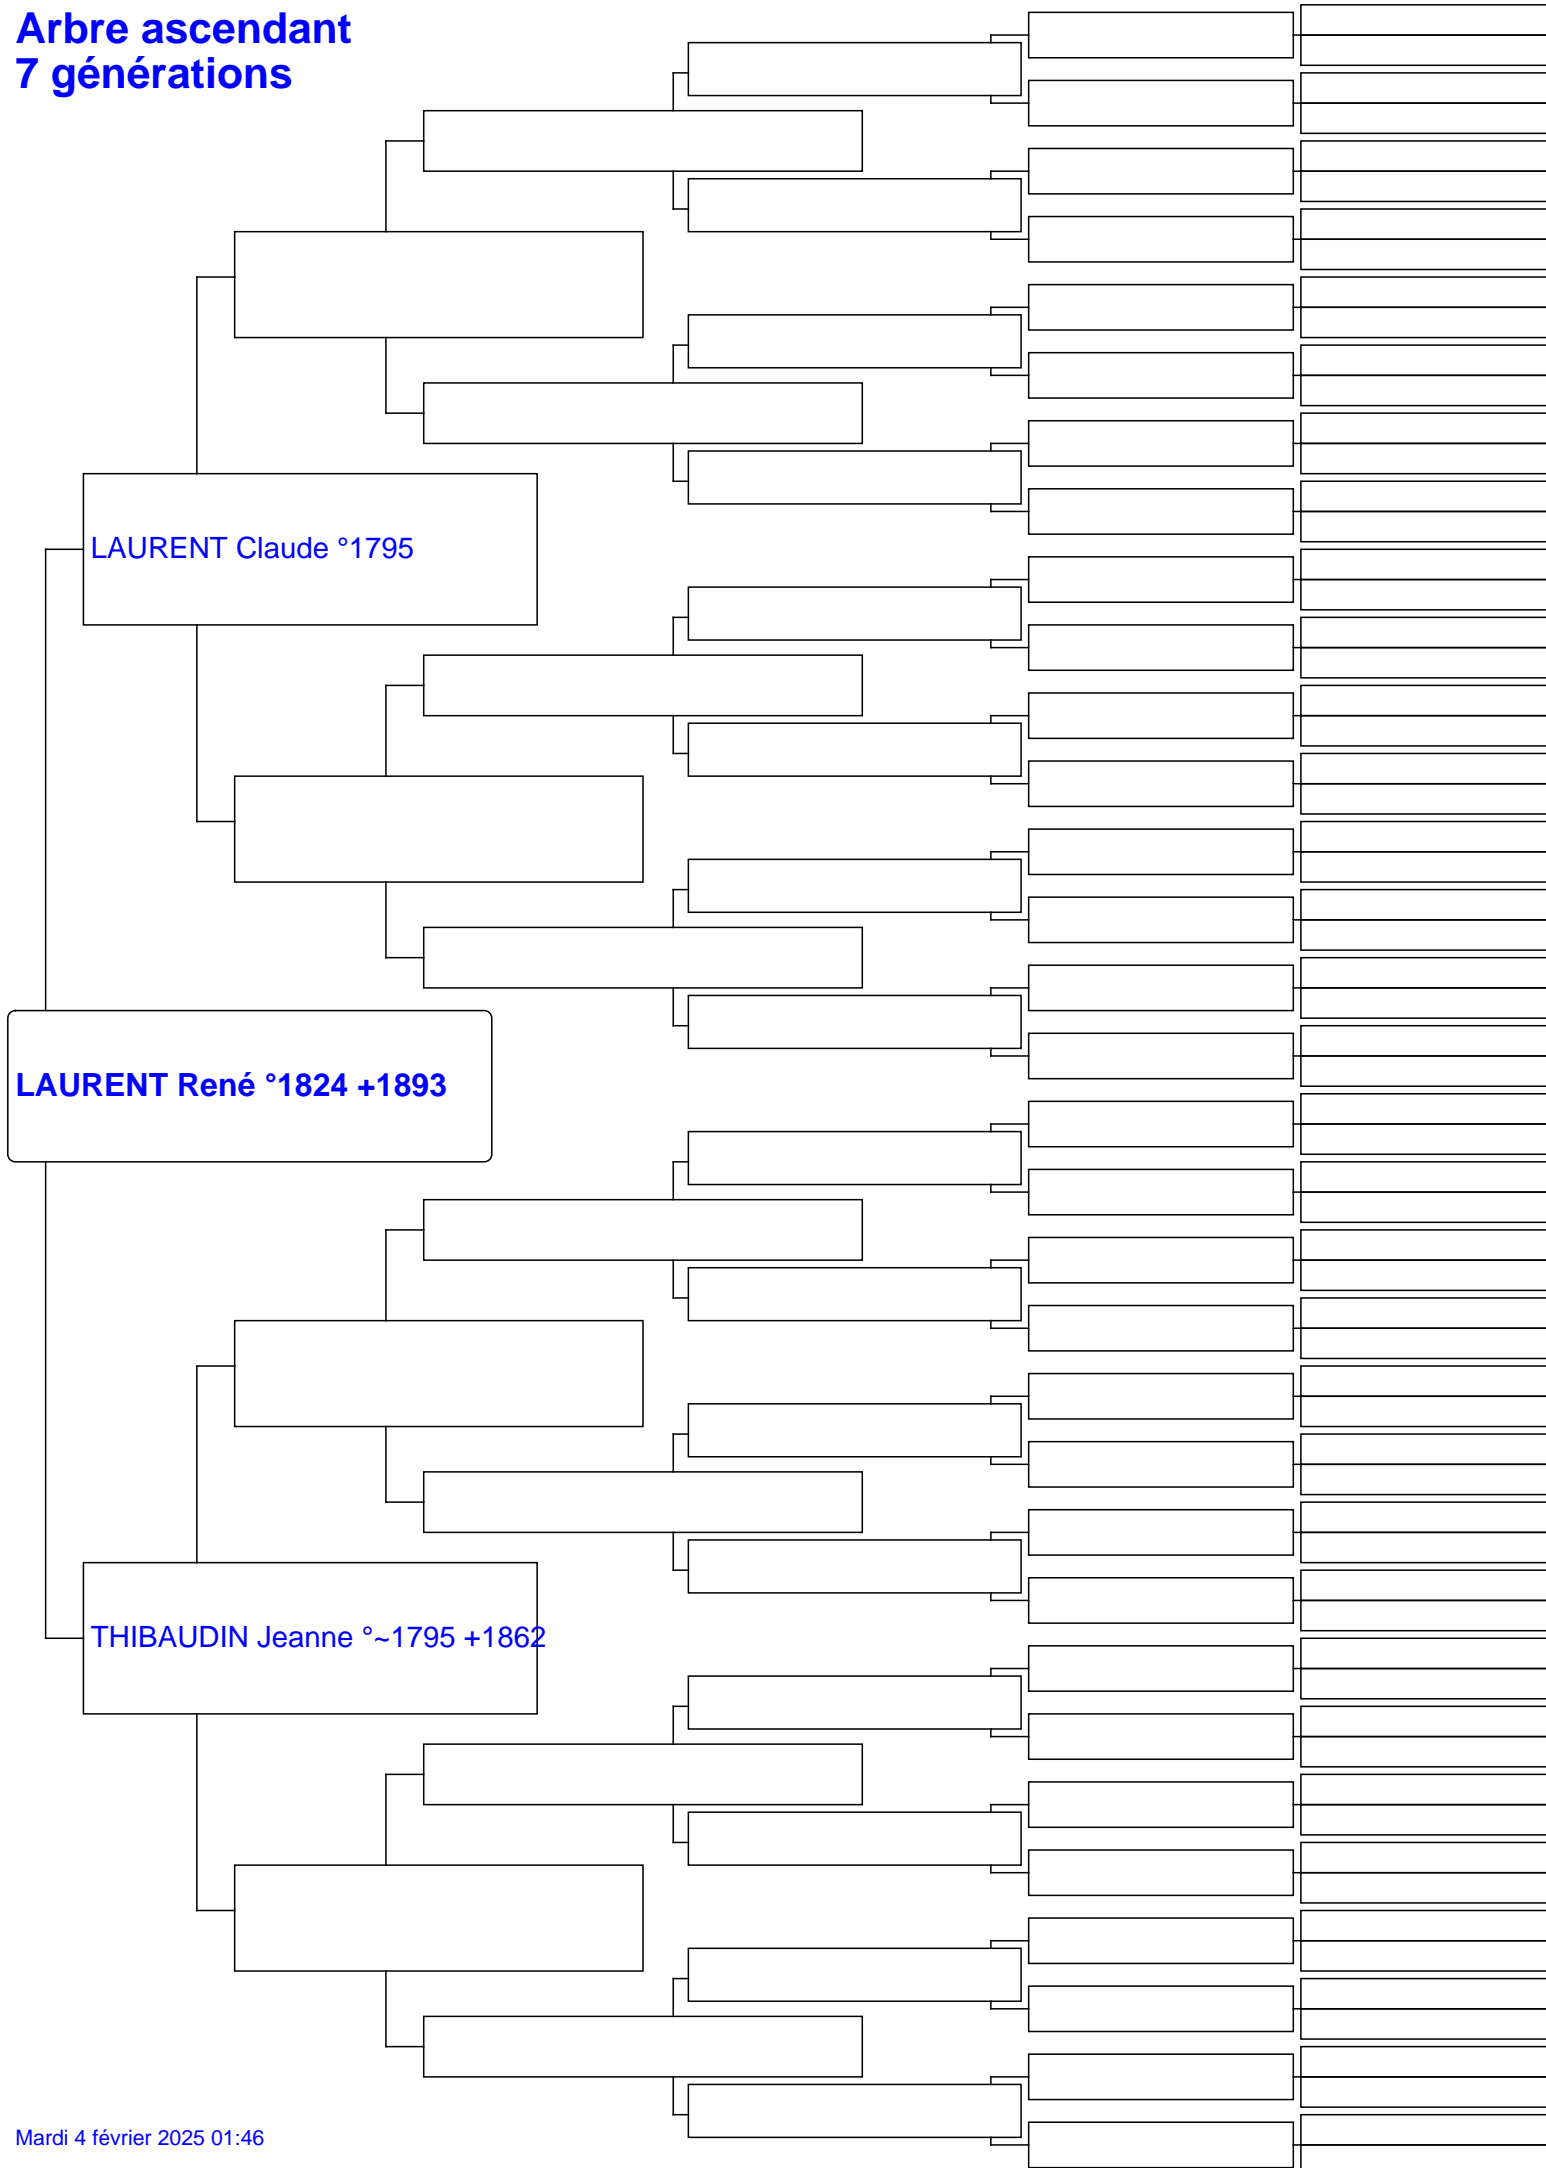 Arbre ascendant
7 générations
LAURENT Claude °1795
LAURENT René °1824 +1893
THIBAUDIN Jeanne °~1795 +1862
Mardi 4 février 2025 01:46